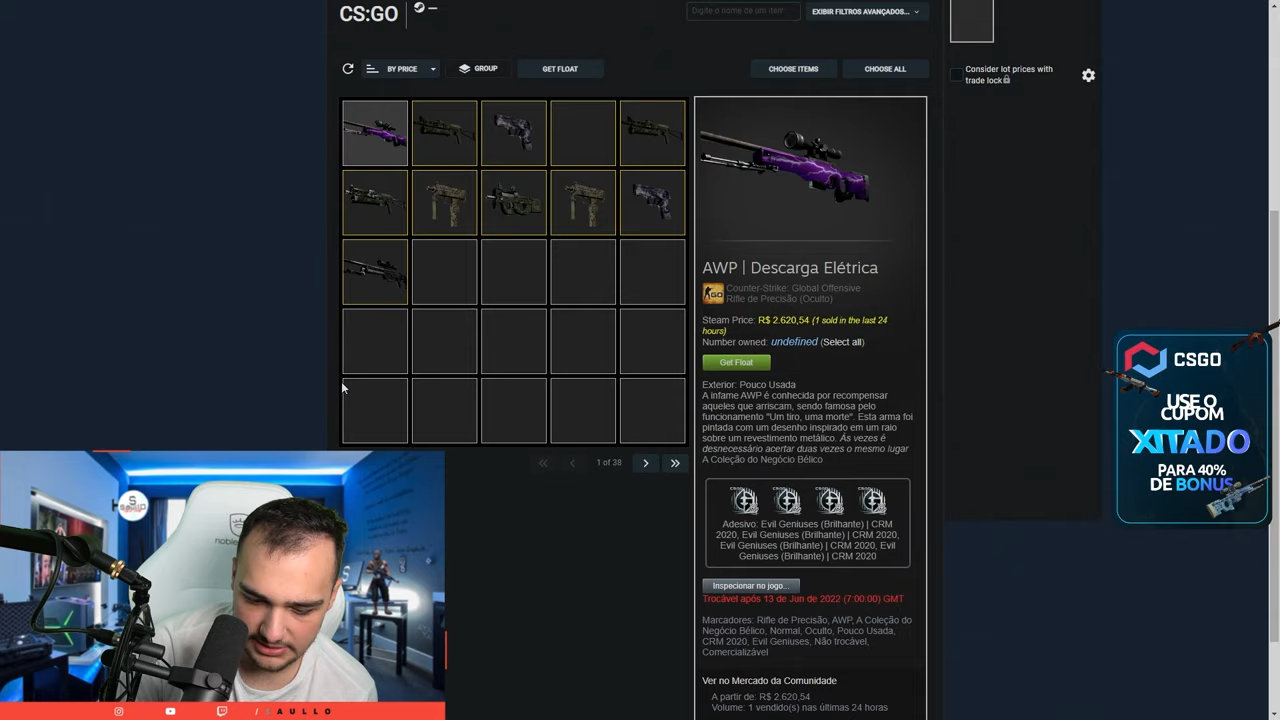 CS:GO
Digite o nome de um item
EXIBIR FILTROS AVANÇADOS...
BY PRICE
GROUP
GET FLOAT
CHOOSE ITEMS
CHOOSE ALL
Consider lot prices with
trade lock
AWP | Descarga Elétrica
Counter-Strike: Global Offensive
Rifle de Precisão (Oculto)
Steam Price: R$ 2.620,54 (1 sold in the last 24
hours)
Number owned: undefined (Select all)
Get Float
Exterior: Pouco Usada
A infame AWP é conhecida por recompensar
aqueles que arriscam, sendo famosa pelo
funcionamento "Um tiro, uma morte". Esta arma foi
pintada com um desenho inspirado em um raio
sobre um revestimento metálico. Às vezes é
desnecessário acertar duas vezes o mesmo lugar
A Coleção do Negócio Bélico
Adesivo: Evil Geniuses (Brilhante) | CRM
2020, Evil Geniuses (Brilhante) | CRM 2020,
Evil Geniuses (Brilhante) | CRM 2020, Evil
Geniuses (Brilhante) | CRM 2020
Inspecionar no jogo...
Trocável após 13 de Jun de 2022 (7:00:00) GMT
Marcadores: Rifle de Precisão, AWP, A Coleção do
Negócio Bélico, Normal, Oculto, Pouco Usada,
CRM 2020, Evil Geniuses, Não trocável,
Comercializável
Ver no Mercado da Comunidade
A partir de: R$ 2.620,54
Volume: 1 vendido(s) nas últimas 24 horas
1 of 38
CSGO
USE O
CUPOM
XITADO
PARA 40%
DE BONUS
noble
AULLO